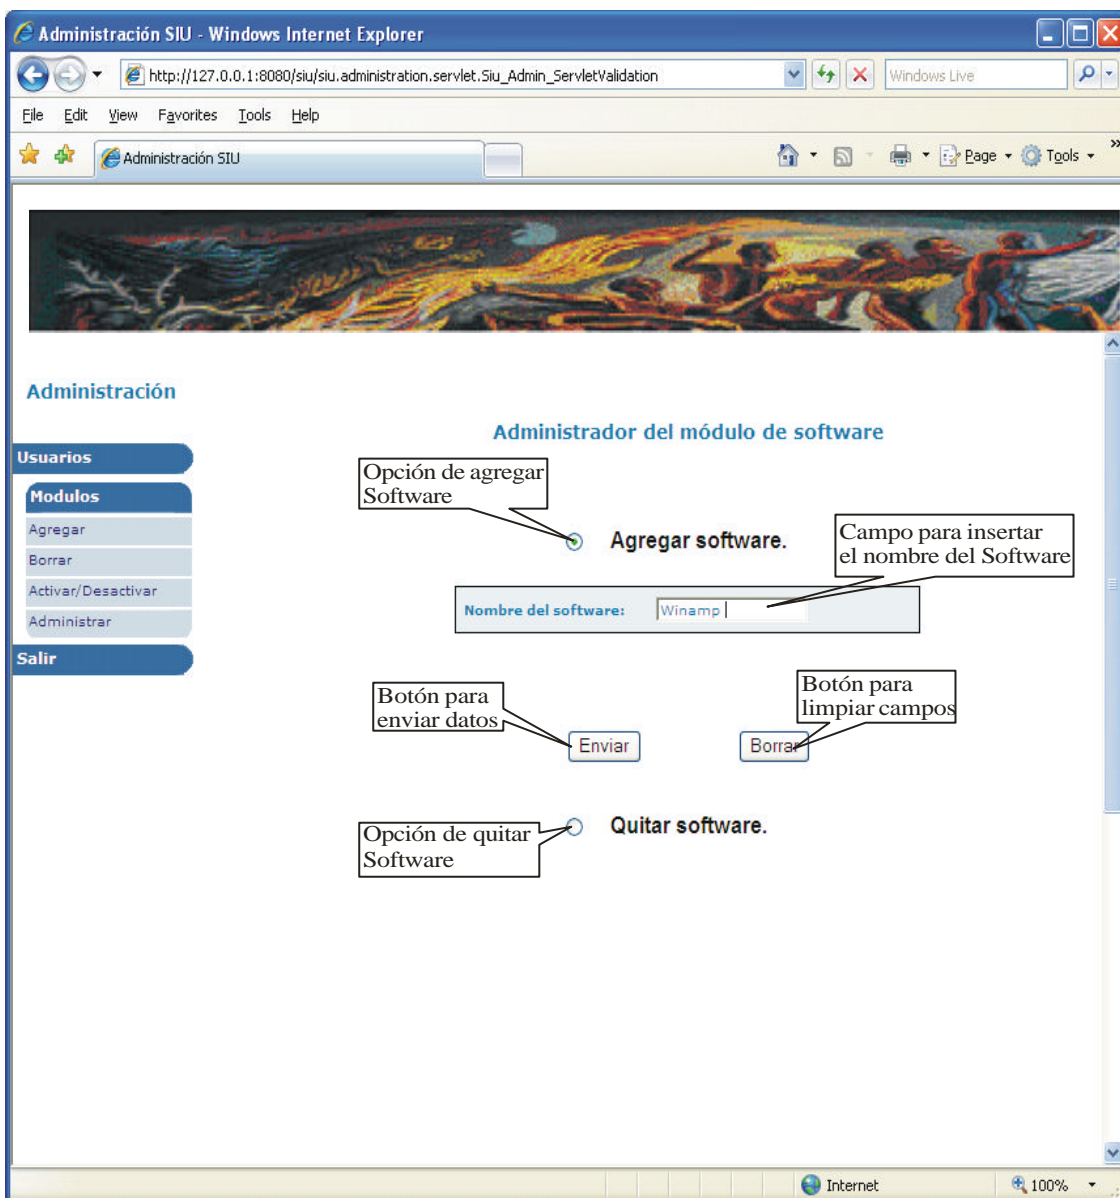 Administración SIU - Windows Internet Explorer
http://127.0.0.1:8080/siu/siu.administration.servlet.Siu_Admin_ServletValidation
Windows Live
File Edit View Favorites Tools Help
Administración SIU
Page Tools »
Administración
Administrador del módulo de software
Usuarios
Modulos
Agregar
Borrar
Activar/Desactivar
Administrar
Salir
Opción de agregar
Software
Agregar software.
Campo para insertar
el nombre del Software
Nombre del software: Winamp
Botón para
enviar datos
Botón para
limpiar campos
Enviar Borrar
Opción de quitar
Software
Quitar software.
Internet 100%